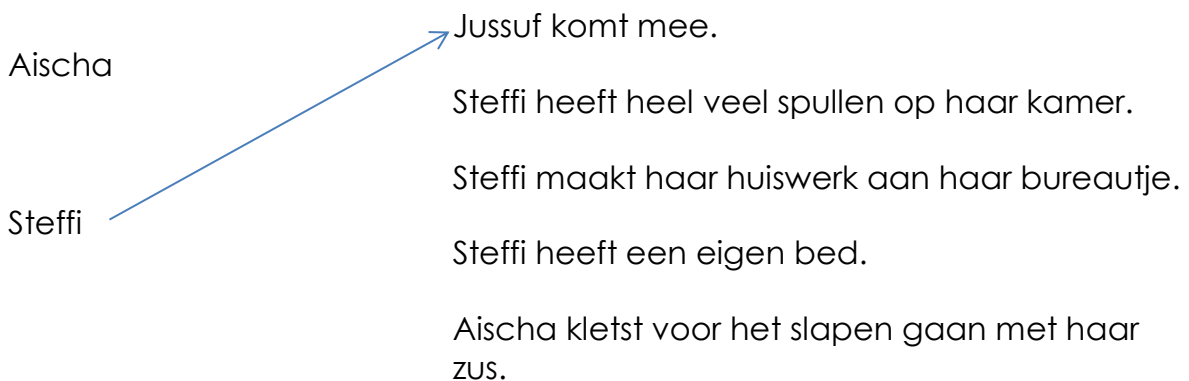 Jussuf komt mee.
Aischa
Steffi heeft heel veel spullen op haar kamer.
Steffi maakt haar huiswerk aan haar bureautje.
Steffi
Steffi heeft een eigen bed.
Aischa kletst voor het slapen gaan met haar
zus.